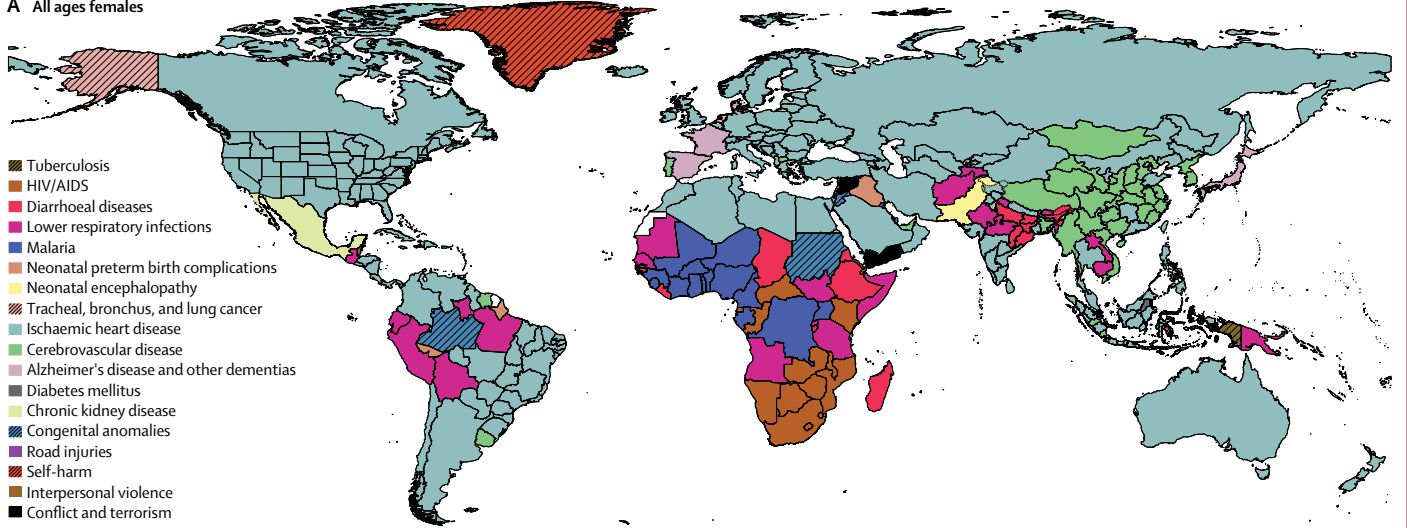 A All ages females
Tuberculosis
HIV/AIDS
Diarrhoeal diseases
Lower respiratory infections
Malaria
Neonatal preterm birth complications
Neonatal encephalopathy
Tracheal, bronchus, and lung cancer
Ischaemic heart disease
Cerebrovascular disease
Alzheimer's disease and other dementias
Diabetes mellitus
Chronic kidney disease
Congenital anomalies
Road injuries
Self-harm
Interpersonal violence
Conflict and terrorism